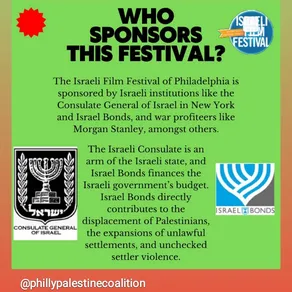 WHO
SPONSORS
THIS FESTIVAL?
ISRAELI
FILM
FESTIVAL
The Israeli Film Festival of Philadelphia is
sponsored by Israeli institutions like the
Consulate General of Israel in New York
and Israel Bonds, and war profiteers like
Morgan Stanley, amongst others.
The Israeli Consulate is an
arm of the Israeli state, and
Israel Bonds finances the
Israeli government's budget.
Israel Bonds directly
contributes to the
displacement of Palestinians,
the expansions of unlawful
settlements, and unchecked
settler violence.
ישראל
CONSULATE GENERAL
OF ISRAEL
ISRAEL BONDS
@phillypalestinecoalition